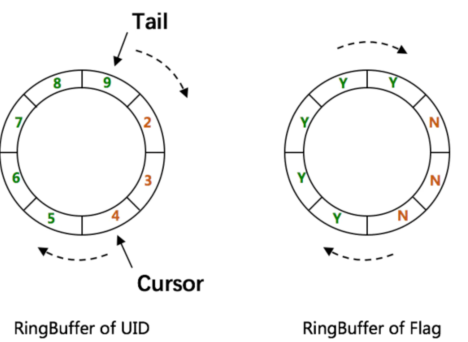 Tail
8 9
7 2
6 3
5 4
Cursor
RingBuffer of UID
Y Y
Y N
Y N
Y N
RingBuffer of Flag